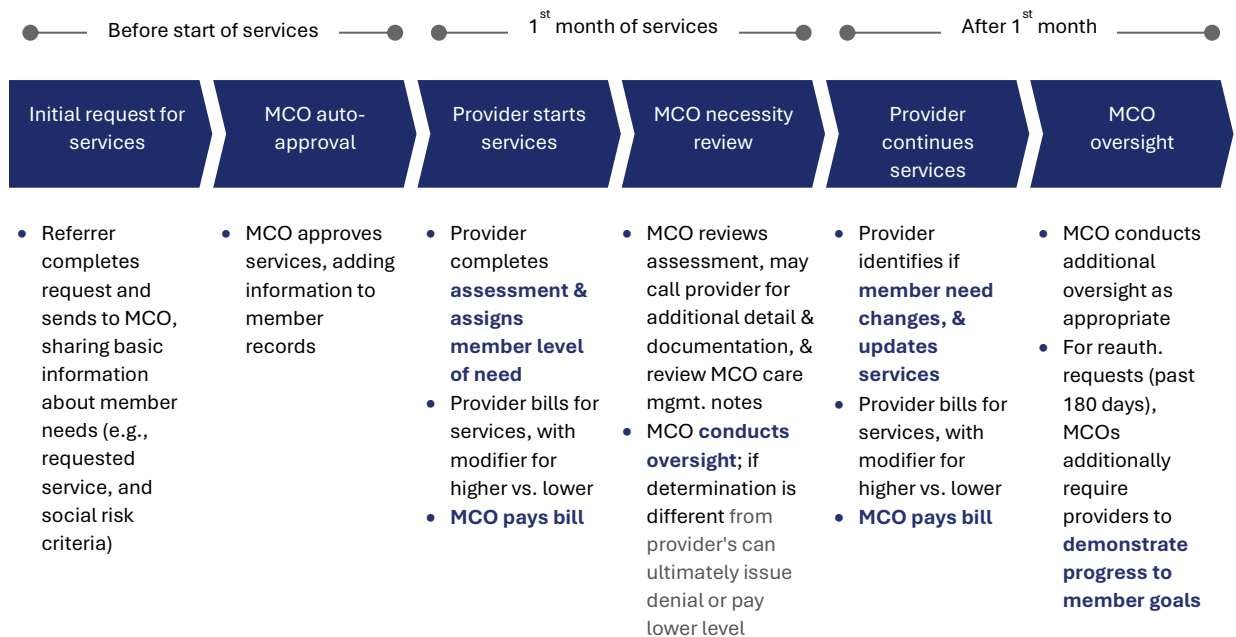 Before start of services
1st month of services
After 1st month
Initial request for
services
MCO auto-
approval
Provider starts
services
MCO necessity
review
Provider
continues
services
MCO
oversight
• Referrer
completes
request and
sends to MCO,
sharing basic
information
about member
needs (e.g.,
requested
service, and
social risk
criteria)
• MCO approves
services, adding
information to
member
records
• Provider
completes
assessment &
assigns
member level
of need
• Provider bills for
services, with
modifier for
higher vs. lower
• MCO pays bill
• MCO reviews
assessment, may
call provider for
additional detail &
documentation, &
review MCO care
mgmt. notes
• MCO conducts
oversight; if
determination is
different from
provider's can
ultimately issue
denial or pay
lower level
• Provider
identifies if
member need
changes, &
updates
services
• Provider bills for
services, with
modifier for
higher vs. lower
• MCO pays bill
• MCO conducts
additional
oversight as
appropriate
• For reauth.
requests (past
180 days),
MCOs
additionally
require
providers to
demonstrate
progress to
member goals